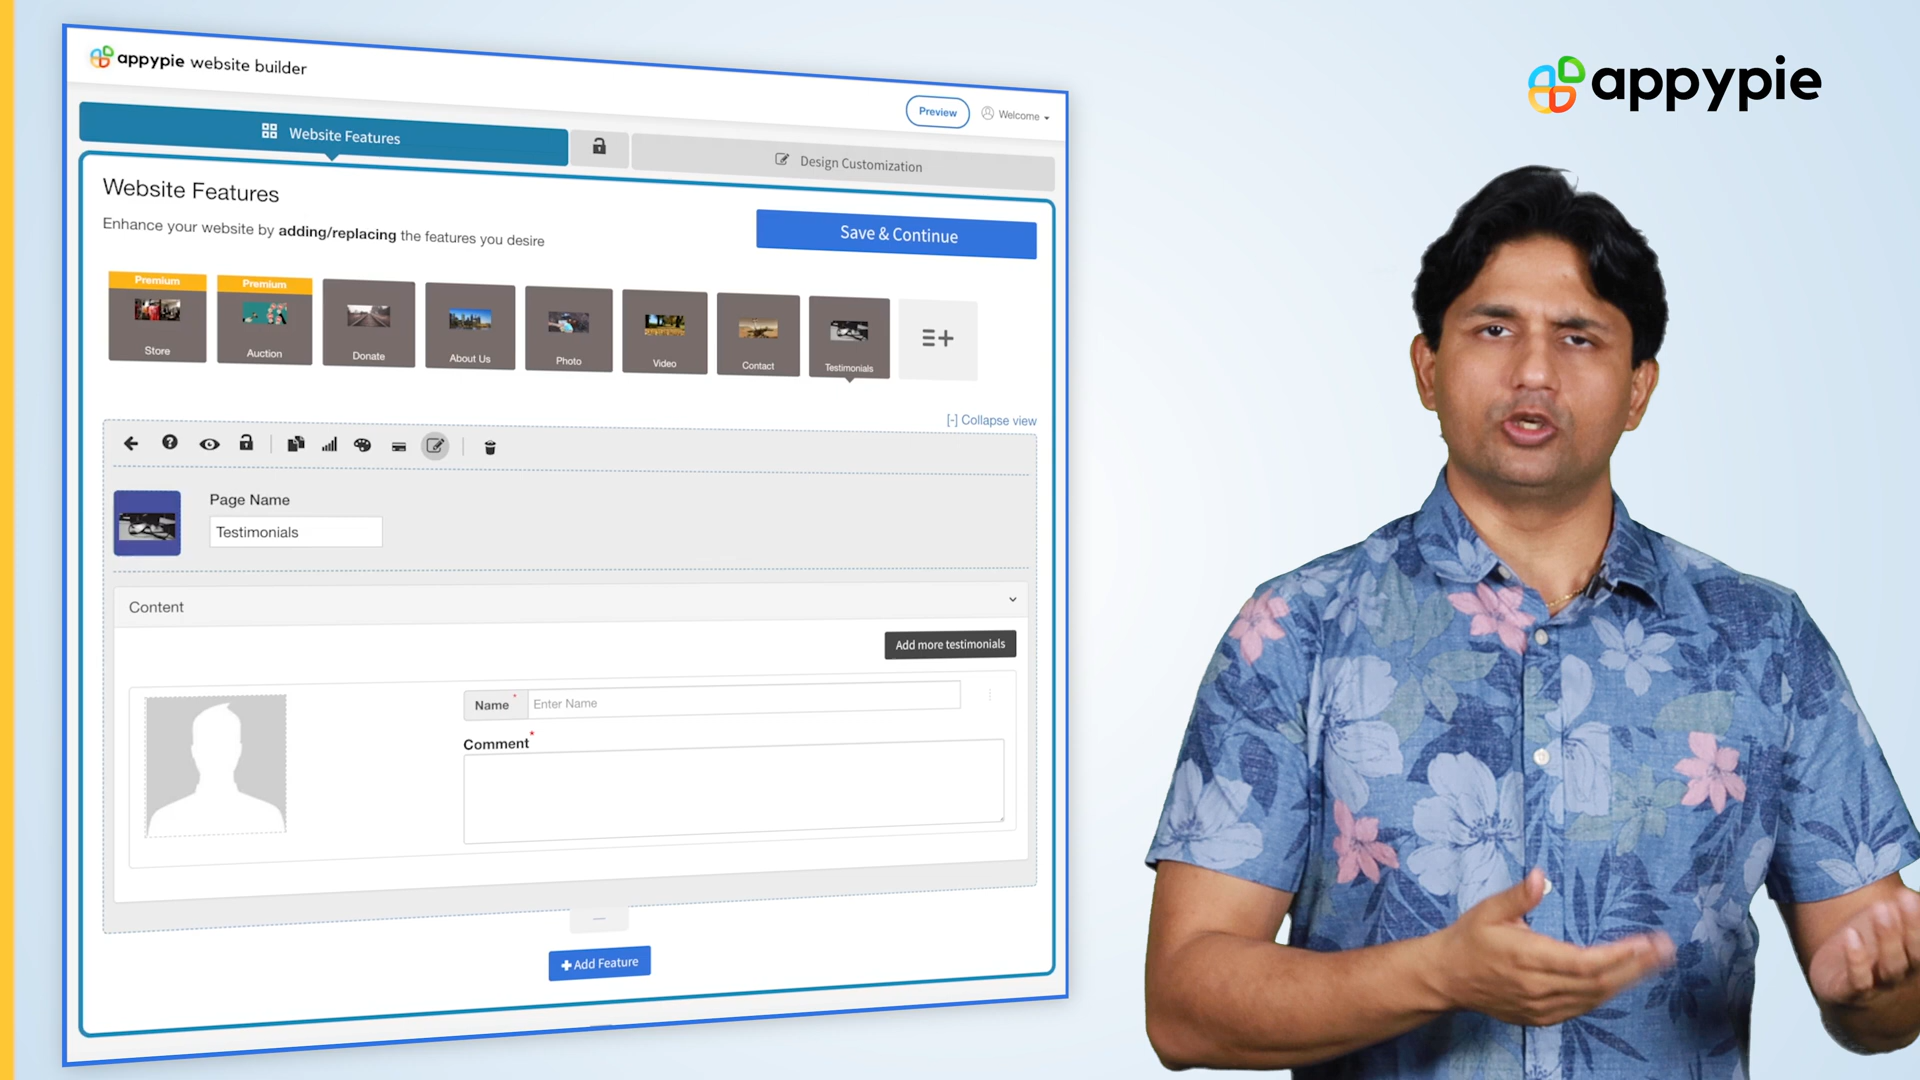 appypie website builder
appypie
Preview
Welcome
Website Features
Design Customization
Website Features
Enhance your website by adding/replacing the features you desire
Save & Continue
Premium
Store
Premium
Auction
Donate
About Us
Photo
Video
Contact
Testimonials
[-] Collapse view
Page Name
Testimonials
Content
Add more testimonials
Name *
Enter Name
Comment *
Add Feature